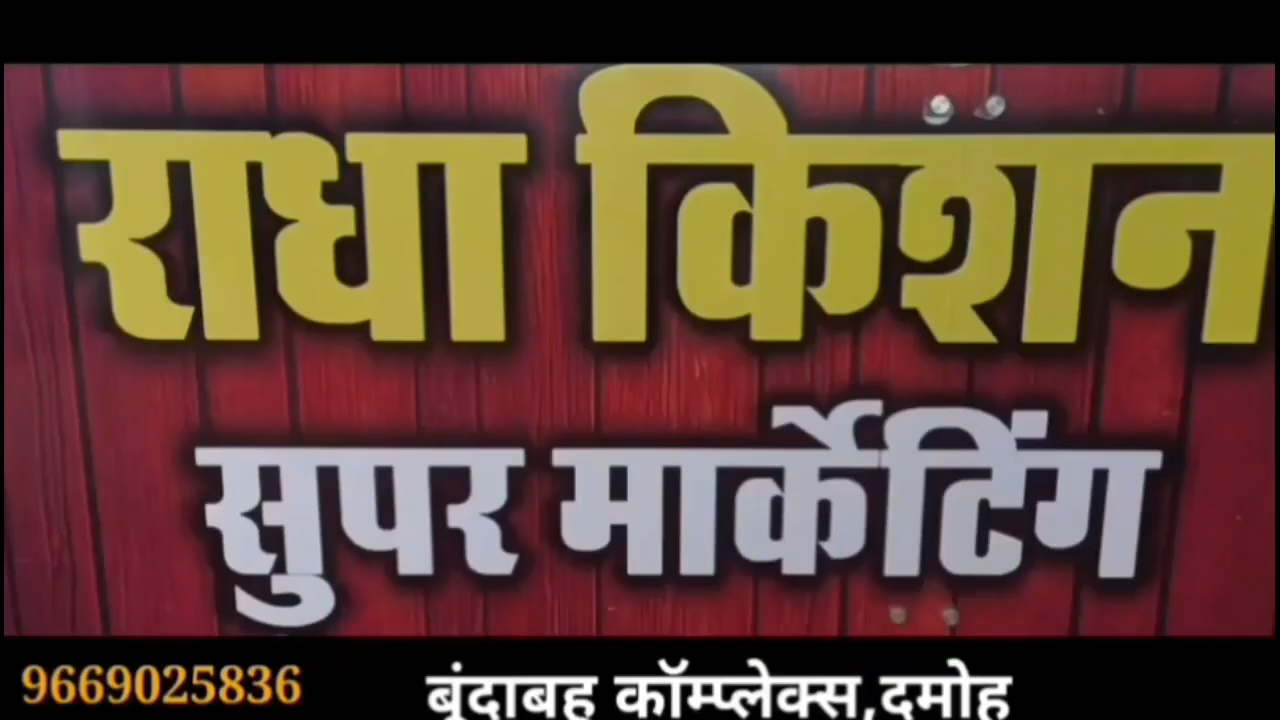 राधा किशन
सुपर मार्केटिंग
9669025836 बूंदाबह कॉम्प्लेक्स,दमोह